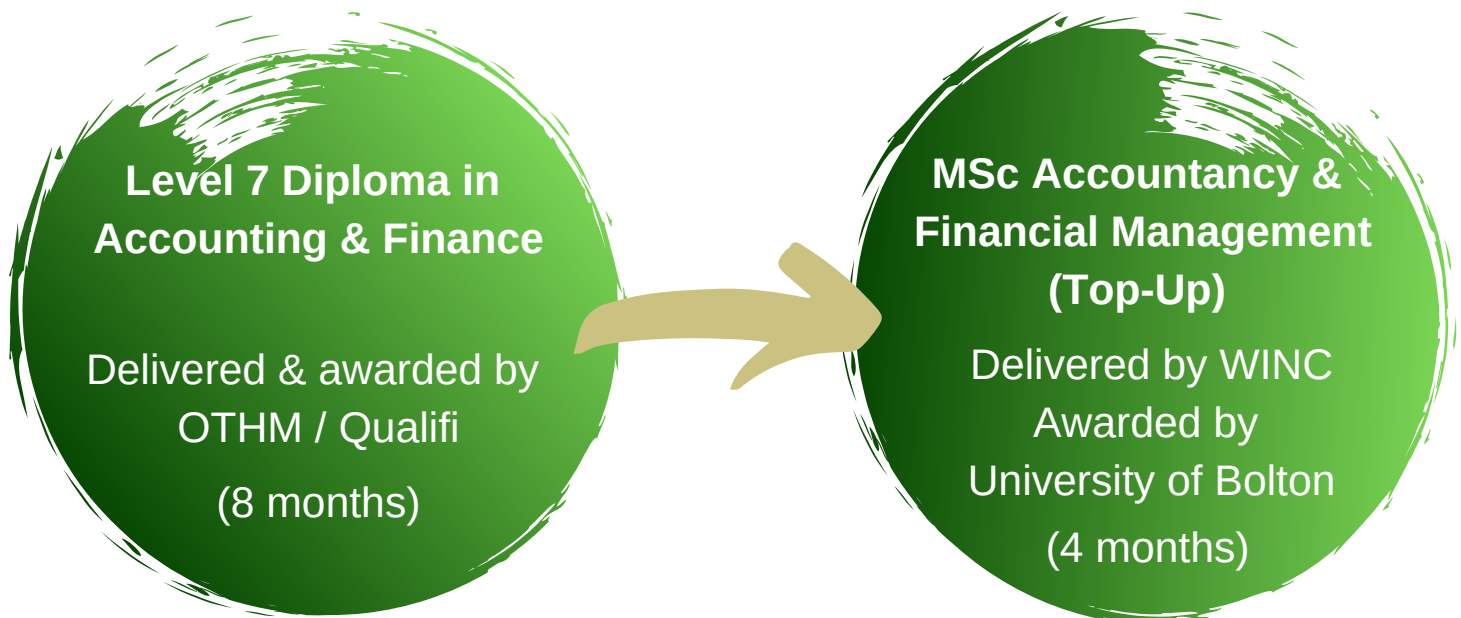 Level 7 Diploma in
Accounting & Finance
Delivered & awarded by
OTHM / Qualifi
(8 months)
MSc Accountancy &
Financial Management
(Top-Up)
Delivered by WINC
Awarded by
University of Bolton
(4 months)